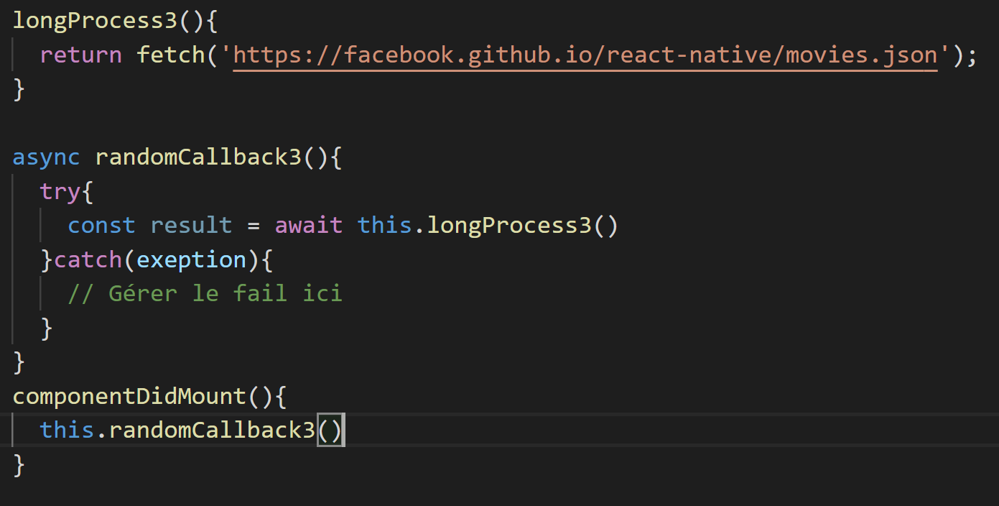 longProcess3(){
return fetch('https://facebook.github.io/react-native/movies.json');
}
async randomCallback3(){
try{
const result = await this.longProcess3()
}catch(exeption){
// Gérer le fail ici
}
}
componentDidMount(){
this.randomCallback3()
}